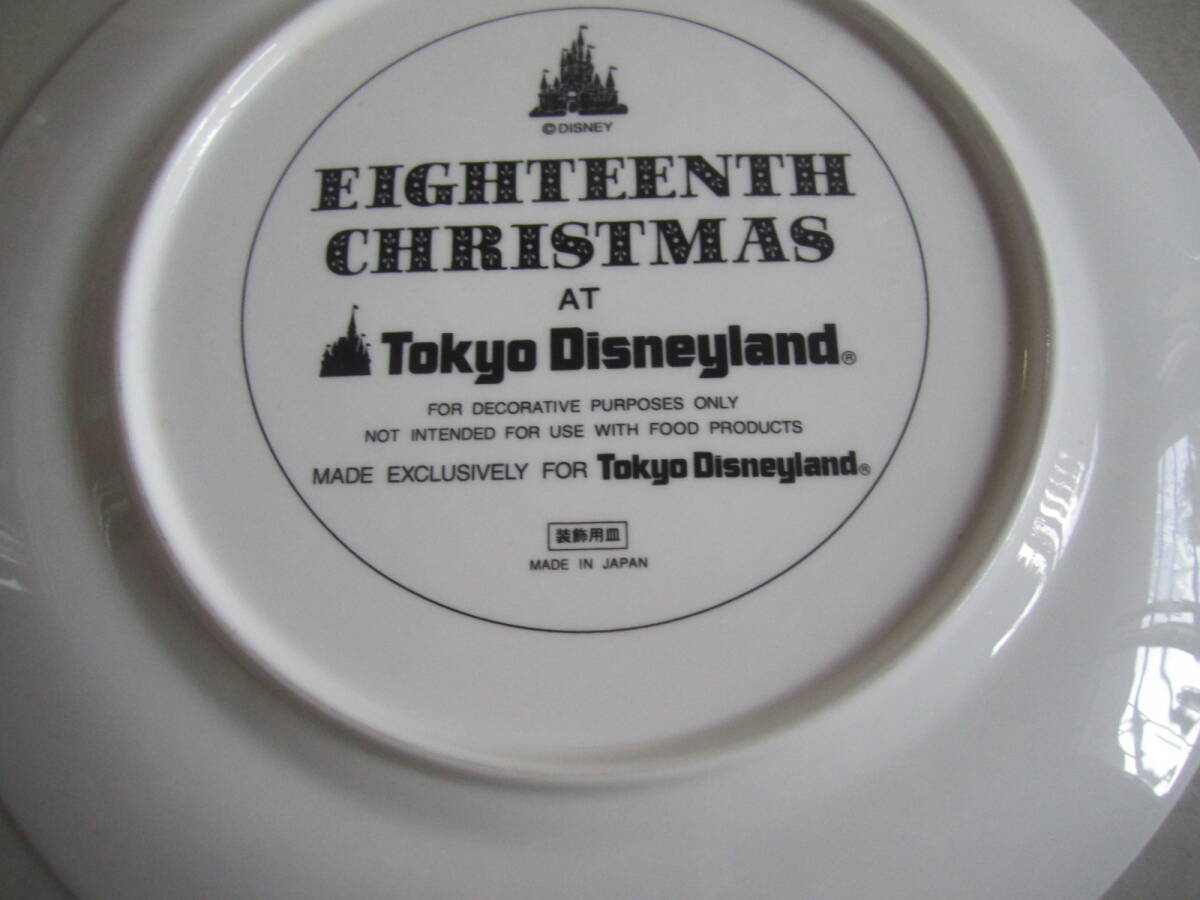 ©DISNEY
EIGHTEENTH
CHRISTMAS
AT
Tokyo Disneyland®
FOR DECORATIVE PURPOSES ONLY
NOT INTENDED FOR USE WITH FOOD PRODUCTS
MADE EXCLUSIVELY FOR Tokyo Disneyland®
装飾用皿
MADE IN JAPAN